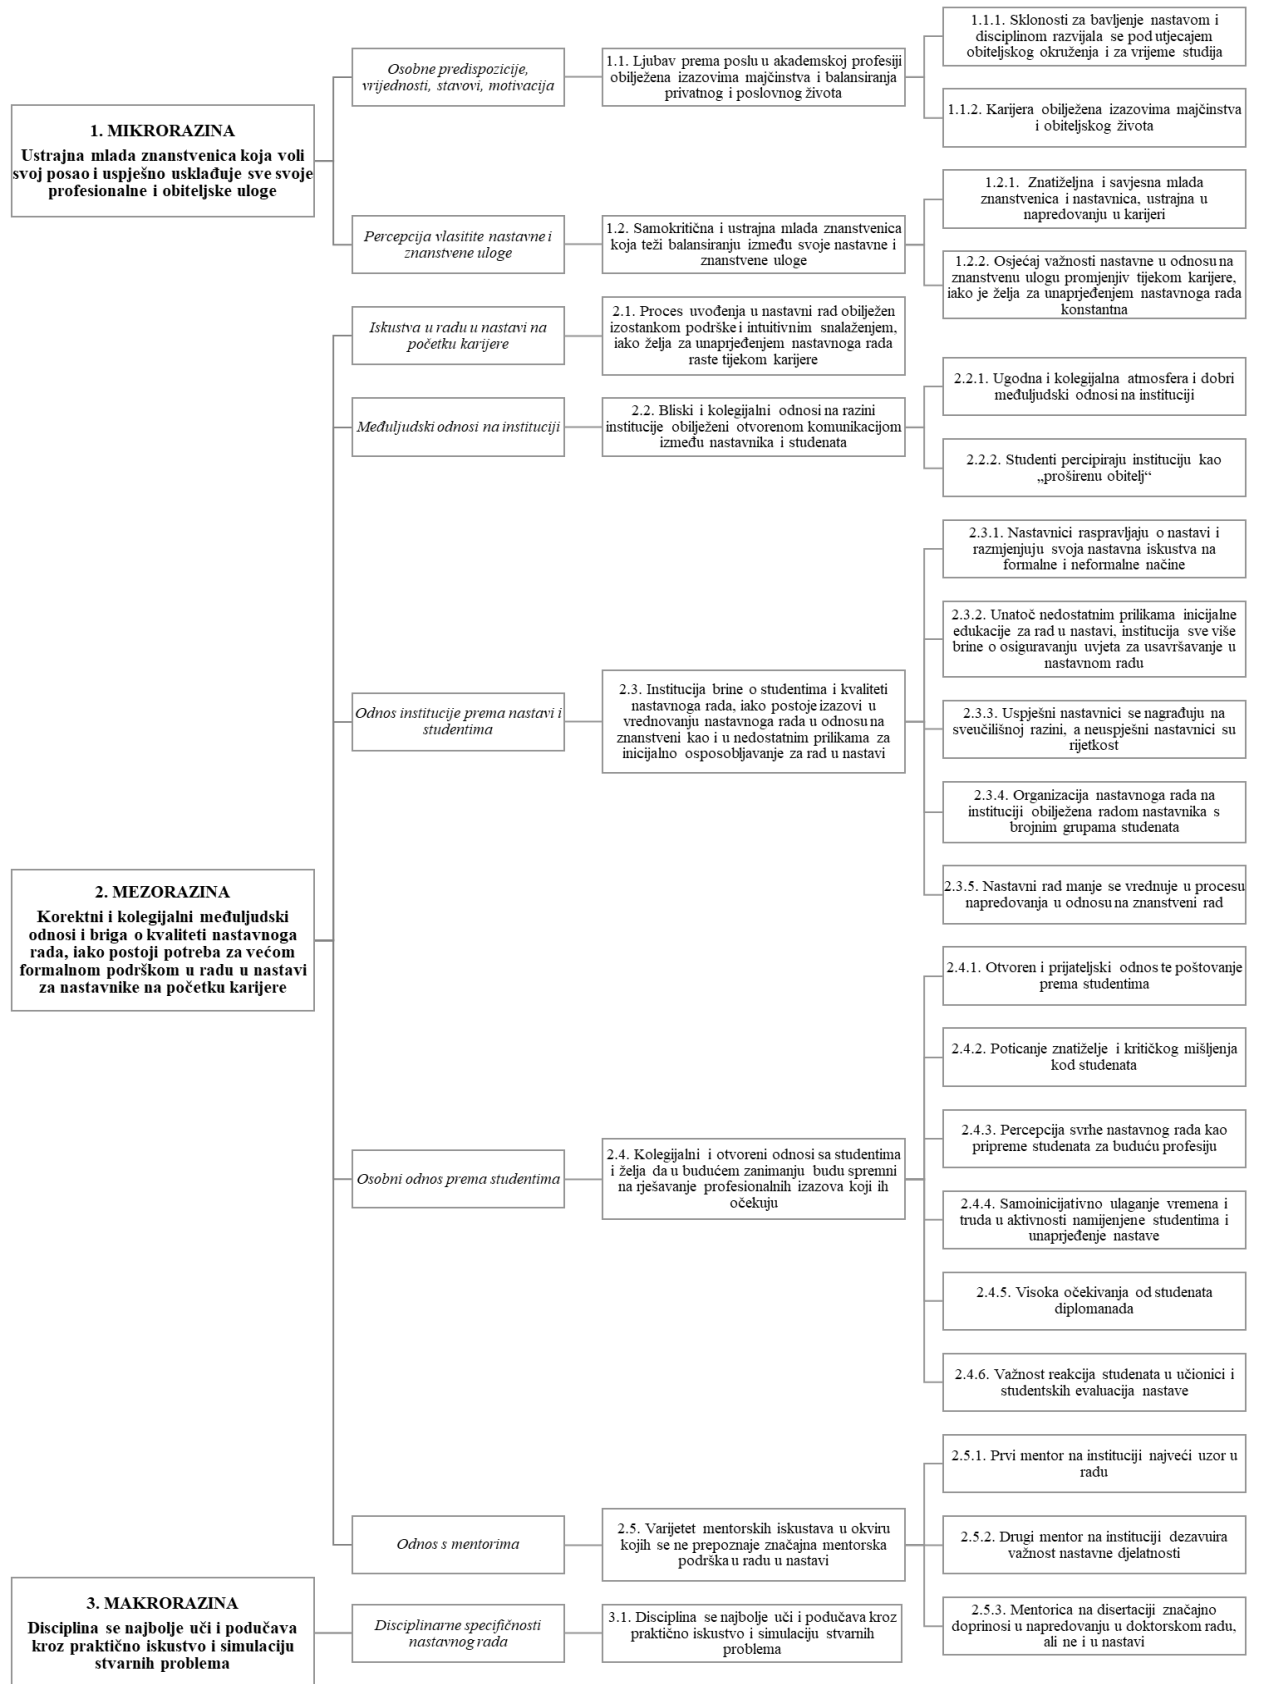 1. MIKRORAZINA
Ustrajna mlada znanstvenica koja voli
svoj posao i uspješno usklađuje sve svoje
profesionalne i obiteljske uloge
Osobne predispozicije,
vrijednosti, stavovi, motivacija
1.1. Ljubav prema poslu u akademskoj profesiji
obilježena izazovima majčinstva i balansiranja
privatnog i poslovnog života
1.1.1. Sklonosti za bavljenje nastavom i
disciplinom razvijala se pod utjecajem
obiteljskog okruženja i za vrijeme studija
1.1.2. Karijera obilježena izazovima majčinstva
i obiteljskog života
Percepcija vlasitite nastavne i
znanstvene uloge
1.2. Samokritična i ustrajna mlada znanstvenica
koja teži balansiranju između svoje nastavne i
znanstvene uloge
1.2.1. Znatiželjna i savjesna mlada
znanstvenica i nastavnica, ustrajna u
napredovanju u karijeri
1.2.2. Osjećaj važnosti nastavne u odnosu na
znanstvenu ulogu promjenjiv tijekom karijere,
iako je želja za unaprjeđenjem nastavnoga rada
konstantna
2. MEZORAZINA
Korektni i kolegijalni međuljudski
odnosi i briga o kvaliteti nastavnoga
rada, iako postoji potreba za većom
formalnom podrškom u radu u nastavi
za nastavnike na početku karijere
Iskustva u radu u nastavi na
početku karijere
2.1. Proces uvođenja u nastavni rad obilježen
izostankom podrške i intuitivnim snalaženjem,
iako želja za unaprjeđenjem nastavnoga rada
raste tijekom karijere
Međuljudski odnosi na instituciji
2.2. Bliski i kolegijalni odnosi na razini
institucije obilježeni otvorenom komunikacijom
između nastavnika i studenata
2.2.1. Ugodna i kolegijalna atmosfera i dobri
međuljudski odnosi na instituciji
2.2.2. Studenti percipiraju instituciju kao
„proširenu obitelj“
Odnos institucije prema nastavi i
studentima
2.3. Institucija brine o studentima i kvaliteti
nastavnoga rada, iako postoje izazovi u
vrednovanju nastavnoga rada u odnosu na
znanstveni kao i u nedostatnim prilikama za
inicijalno osposobljavanje za rad u nastavi
2.3.1. Nastavnici raspravljaju o nastavi i
razmjenjuju svoja nastavna iskustva na
formalne i neformalne načine
2.3.2. Unatoč nedostatnim prilikama inicijalne
edukacije za rad u nastavi, institucija sve više
brine o osiguravanju uvjeta za usavršavanje u
nastavnom radu
2.3.3. Uspješni nastavnici se nagrađuju na
sveučilišnoj razini, a neuspješni nastavnici su
rijetkost
2.3.4. Organizacija nastavnoga rada na
instituciji obilježena radom nastavnika s
brojnim grupama studenata
2.3.5. Nastavni rad manje se vrednuje u procesu
napredovanja u odnosu na znanstveni rad
Osobni odnos prema studentima
2.4. Kolegijalni i otvoreni odnosi sa studentima
i želja da u budućem zanimanju budu spremni
na rješavanje profesionalnih izazova koji ih
očekuju
2.4.1. Otvoren i prijateljski odnos te poštovanje
prema studentima
2.4.2. Poticanje znatiželje i kritičkog mišljenja
kod studenata
2.4.3. Percepcija svrhe nastavnog rada kao
pripreme studenata za buduću profesiju
2.4.4. Samoinicijativno ulaganje vremena i
truda u aktivnosti namijenjene studentima i
unaprjeđenje nastave
2.4.5. Visoka očekivanja od studenata
diplomanada
2.4.6. Važnost reakcija studenata u učionici i
studentskih evaluacija nastave
Odnos s mentorima
2.5. Varijetet mentorskih iskustava u okviru
kojih se ne prepoznaje značajna mentorska
podrška u radu u nastavi
2.5.1. Prvi mentor na instituciji najveći uzor u
radu
2.5.2. Drugi mentor na instituciji dezavuira
važnost nastavne djelatnosti
2.5.3. Mentorica na disertaciji značajno
doprinosi u napredovanju u doktorskom radu,
ali ne i u nastavi
3. MAKRORAZINA
Disciplina se najbolje uči i podučava
kroz praktično iskustvo i simulaciju
stvarnih problema
Disciplinarne specifičnosti
nastavnog rada
3.1. Disciplina se najbolje uči i podučava kroz
praktično iskustvo i simulaciju stvarnih
problema